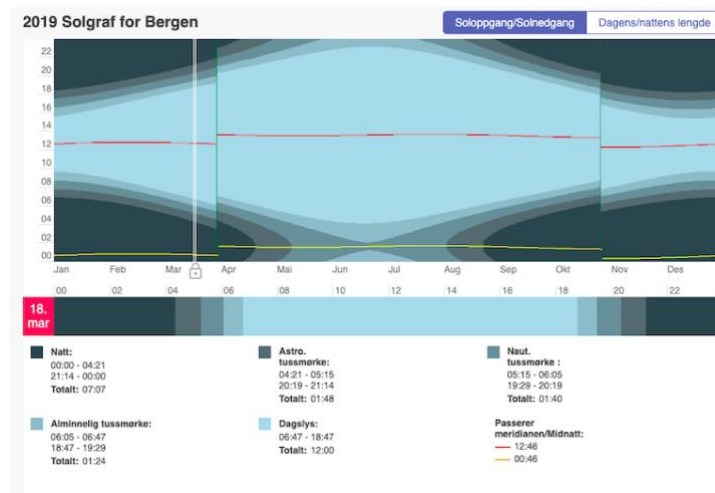 2019 Solgraf for Bergen
Soloppgang/Solnedgang
Dagens/nattens lengde
22
20
18
16
14
12
10
08
06
04
02
00
Jan Feb Mar Apr Mai Jun Jul Aug Sep Okt Nov Des
00 02 04 06 08 10 12 14 16 18 20 22
18.
mar
Natt:
00:00 - 04:21
21:14 - 00:00
Totalt: 07:07
Astro.
tussmørke:
04:21 - 05:15
20:19 - 21:14
Totalt: 01:48
Naut.
tussmørke :
05:15 - 06:05
19:29 - 20:19
Totalt: 01:40
Alminnelig tussmørke:
06:05 - 06:47
18:47 - 19:29
Totalt: 01:24
Dagslys:
06:47 - 18:47
Totalt: 12:00
Passerer
meridianen/Midnatt:
12:46
00:46